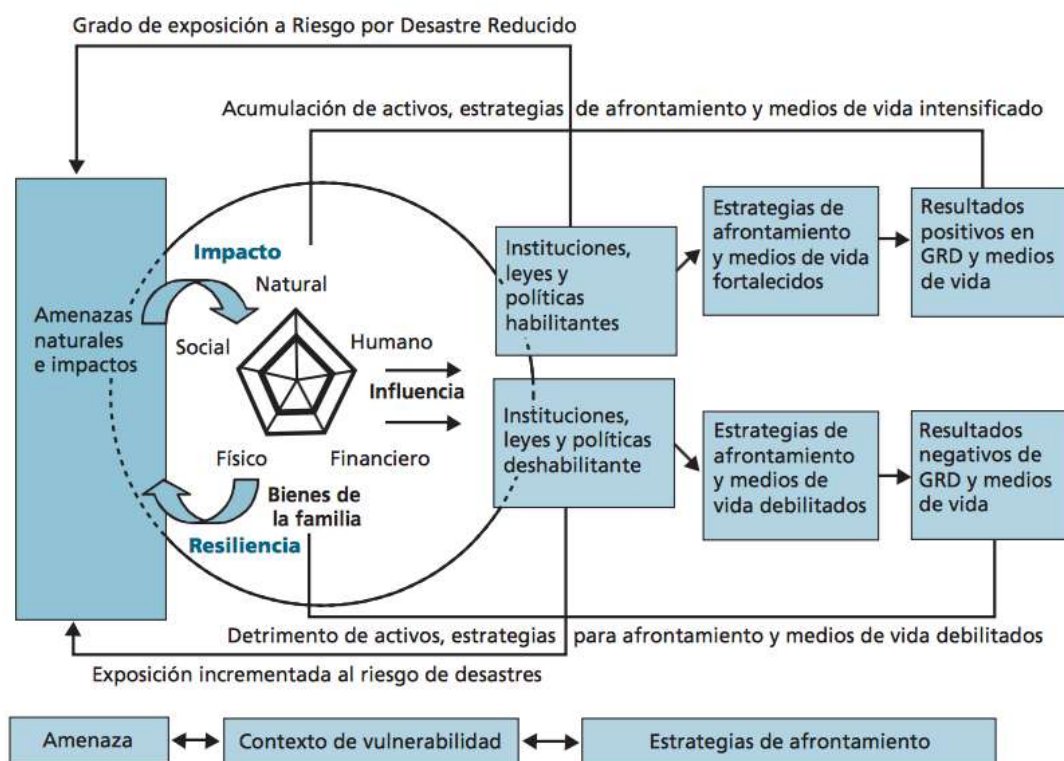 Grado de exposición a Riesgo por Desastre Reducido
Acumulación de activos, estrategias de afrontamiento y medios de vida intensificado
Impacto
Natural
Social
Humano
Influencia
Físico
Financiero
Bienes de
la familia
Resiliencia
Amenazas
naturales
e impactos
Instituciones,
leyes y
políticas
habilitantes
Estrategias de
afrontamiento
y medios de vida
fortalecidos
Resultados
positivos en
GRD y medios
de vida
Instituciones,
leyes y políticas
deshabilitante
Estrategias de
afrontamiento
y medios de
vida debilitados
Resultados
negativos de
GRD y medios
de vida
Detrimento de activos, estrategias para afrontamiento y medios de vida debilitados
Exposición incrementada al riesgo de desastres
Amenaza
Contexto de vulnerabilidad
Estrategias de afrontamiento